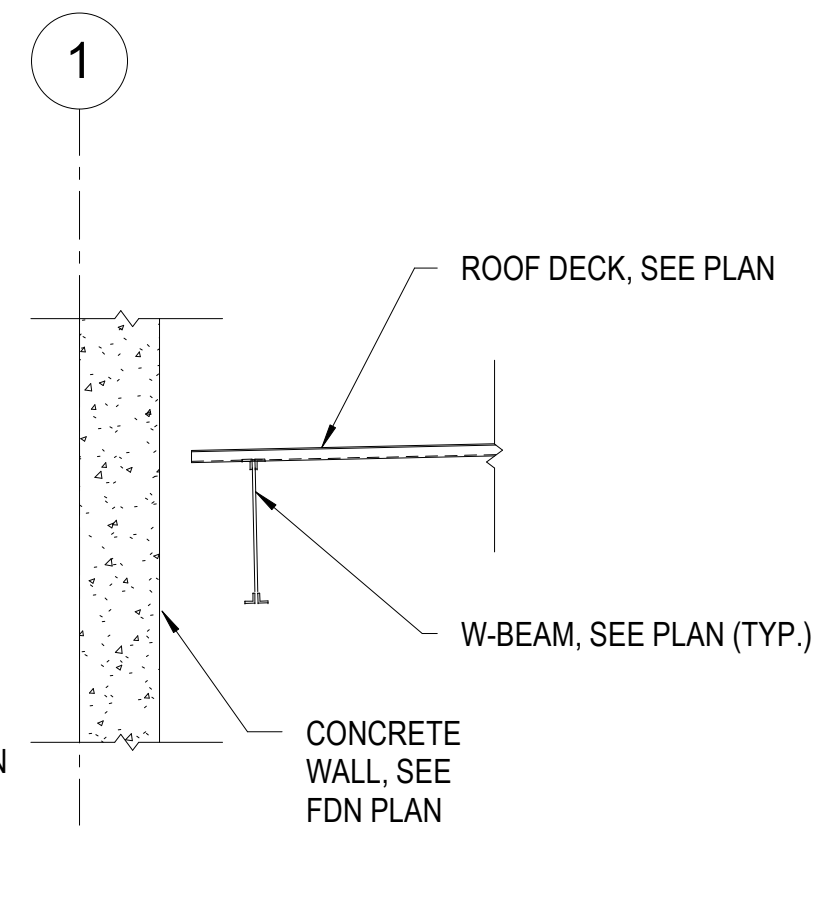 1
ROOF DECK, SEE PLAN
W-BEAM, SEE PLAN (TYP.)
CONCRETE
WALL, SEE
FDN PLAN